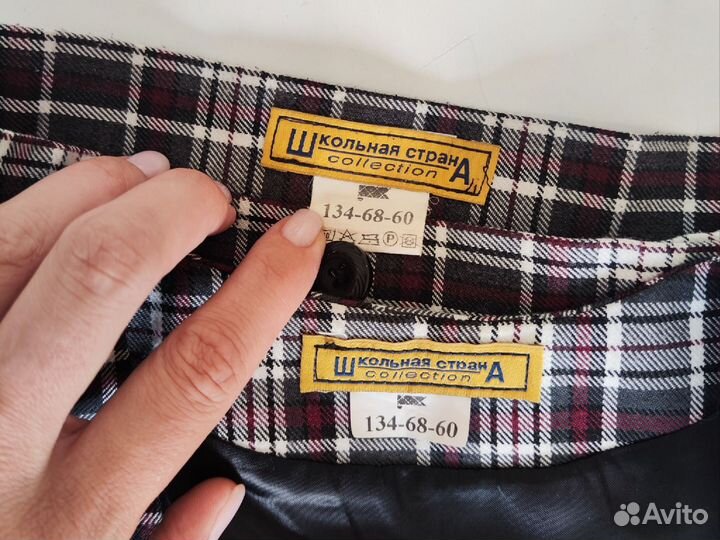 Школьная странА
collection
134-68-60
Школьная странА
collection
134-68-60
Avito